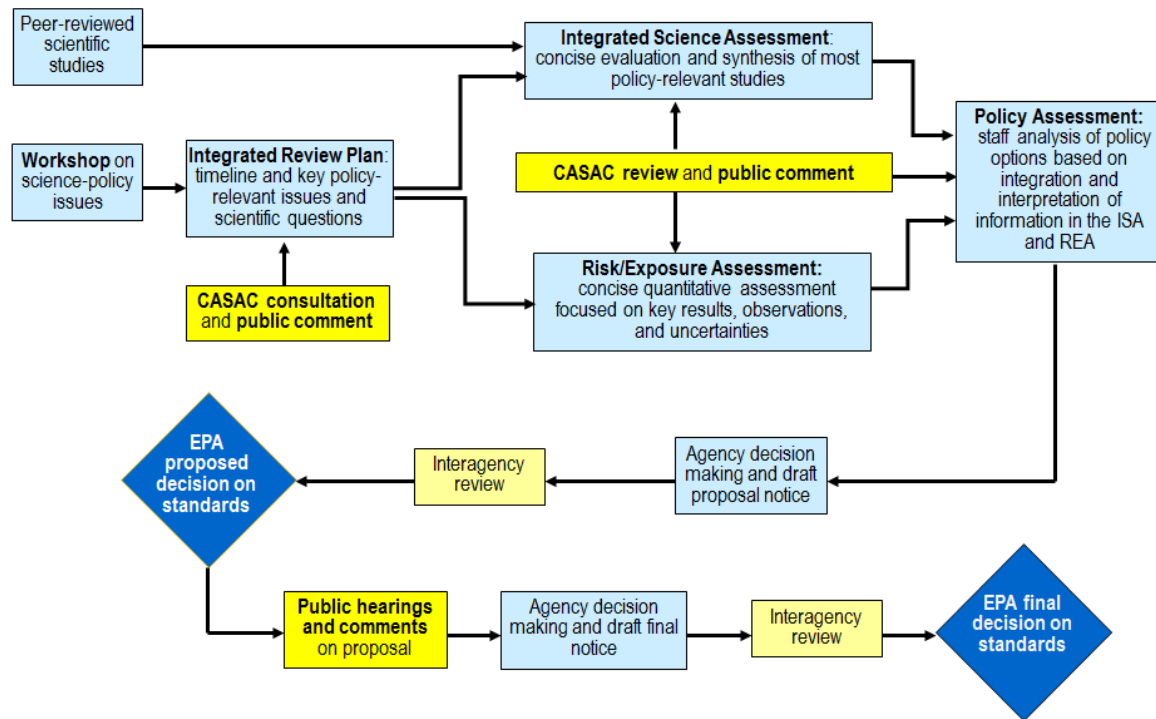 Peer-reviewed
scientific
studies
Integrated Science Assessment:
concise evaluation and synthesis of most
policy-relevant studies
Workshop on
science-policy
issues
Integrated Review Plan:
timeline and key policy-
relevant issues and
scientific questions
CASAC review and public comment
Policy Assessment:
staff analysis of policy
options based on
integration and
interpretation of
information in the ISA
and REA
CASAC consultation
and public comment
Risk/Exposure Assessment:
concise quantitative assessment
focused on key results, observations,
and uncertainties
EPA
proposed
decision on
standards
Interagency
review
Agency decision
making and draft
proposal notice
Public hearings
and comments
on proposal
Agency decision
making and draft final
notice
Interagency
review
EPA final
decision on
standards